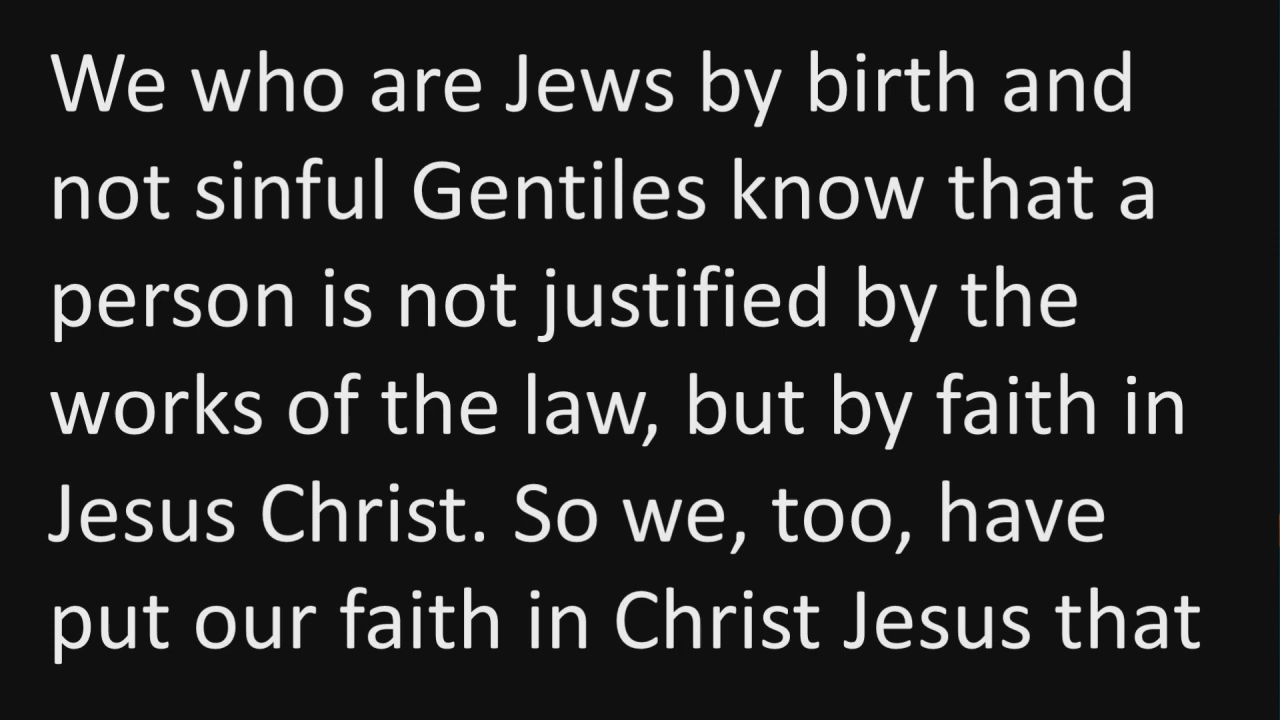 We who are Jews by birth and
not sinful Gentiles know that a
person is not justified by the
works of the law, but by faith in
Jesus Christ. So we, too, have
put our faith in Christ Jesus that